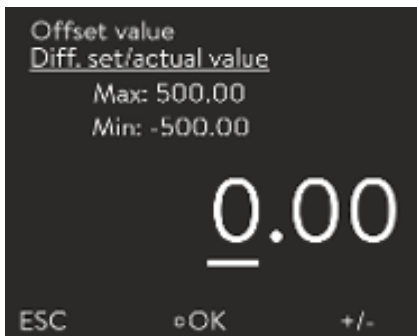 Offset value
Diff. set/actual value
Max: 500.00
Min: -500.00
0.00
ESC OK +/-